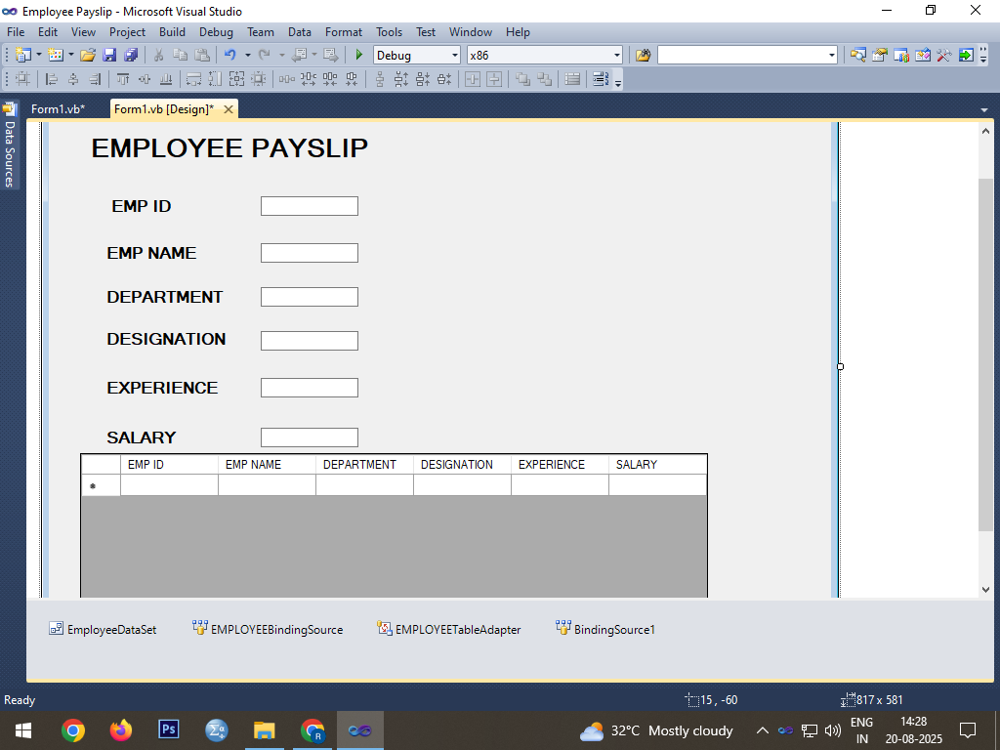 Employee Payslip - Microsoft Visual Studio
File Edit View Project Build Debug Team Data Format Tools Test Window Help
Debug x86
Form1.vb* Form1.vb [Design]*
Data Sources
EMPLOYEE PAYSLIP
EMP ID
EMP NAME
DEPARTMENT
DESIGNATION
EXPERIENCE
SALARY
EMP ID EMP NAME DEPARTMENT DESIGNATION EXPERIENCE SALARY
EmployeeDataSet EMPLOYEEBindingSource EMPLOYEETableAdapter BindingSource1
Ready 15 , -60 817 x 581
Ps R 32°C Mostly cloudy ENG 14:28
IN 20-08-2025